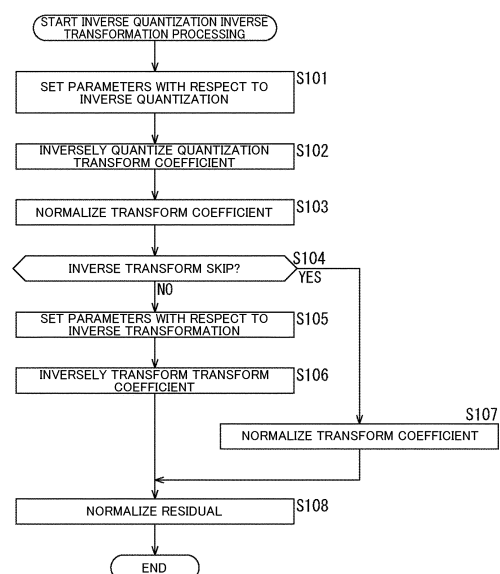 START INVERSE QUANTIZATION INVERSE
TRANSFORMATION PROCESSING
S101
SET PARAMETERS WITH RESPECT TO
INVERSE QUANTIZATION
S102
INVERSELY QUANTIZE QUANTIZATION
TRANSFORM COEFFICIENT
S103
NORMALIZE TRANSFORM COEFFICIENT
S104
INVERSE TRANSFORM SKIP?
YES
NO
S105
SET PARAMETERS WITH RESPECT TO
INVERSE TRANSFORMATION
S106
INVERSELY TRANSFORM TRANSFORM
COEFFICIENT
S107
NORMALIZE TRANSFORM COEFFICIENT
S108
NORMALIZE RESIDUAL
END